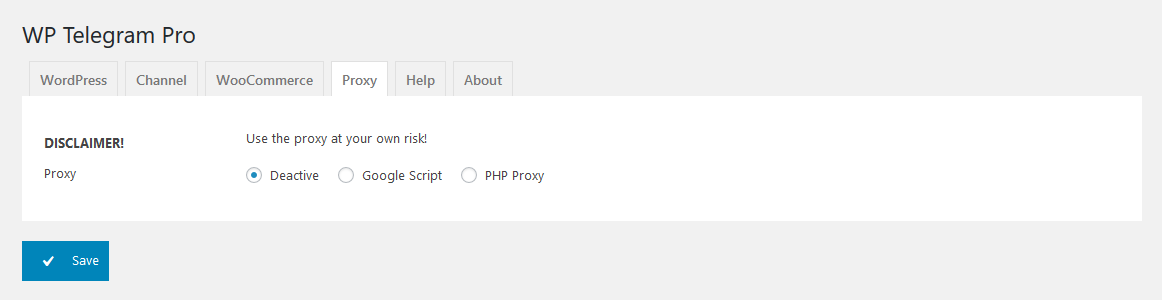 WP Telegram Pro
WordPress Channel WooCommerce Proxy Help About
DISCLAIMER! Use the proxy at your own risk!
Proxy Deactive Google Script PHP Proxy
Save